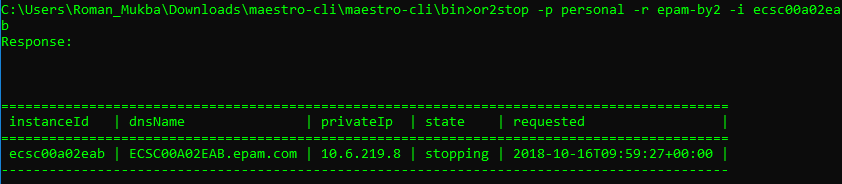 C:\Users\Roman_Mukba\Downloads\maestro-cli\maestro-cli\bin>or2stop -p personal -r epam-by2 -i ecsc00a02ea
b
Response:
==========================================================================================
instanceId | dnsName | privateIp | state | requested |
==========================================================================================
ecsc00a02eab | ECSC00A02EAB.epam.com | 10.6.219.8 | stopping | 2018-10-16T09:59:27+00:00 |
------------------------------------------------------------------------------------------